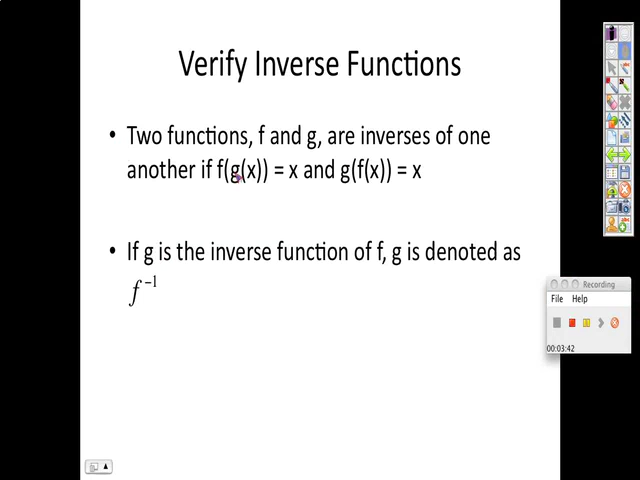 Verify Inverse Functions
• Two functions, f and g, are inverses of one
another if f(g(x)) = x and g(f(x)) = x
• If g is the inverse function of f, g is denoted as
f⁻¹
Recording
File Help
00:03:42